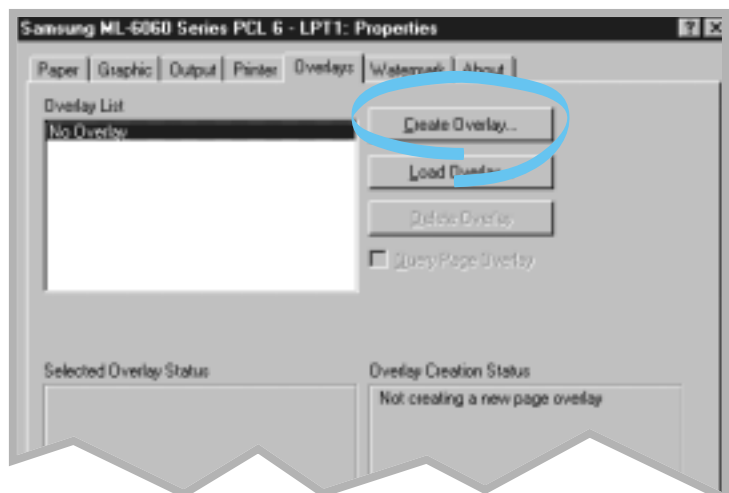 Samsung ML-6060 Series PCL 6 - LPT1: Properties
Paper Graphic Output Printer Overlays Watermark About
Overlay List
No Overlay
Create Overlay...
Load Overlay...
Delete Overlay
Query Page Overlay
Selected Overlay Status
Overlay Creation Status
Not creating a new page overlay